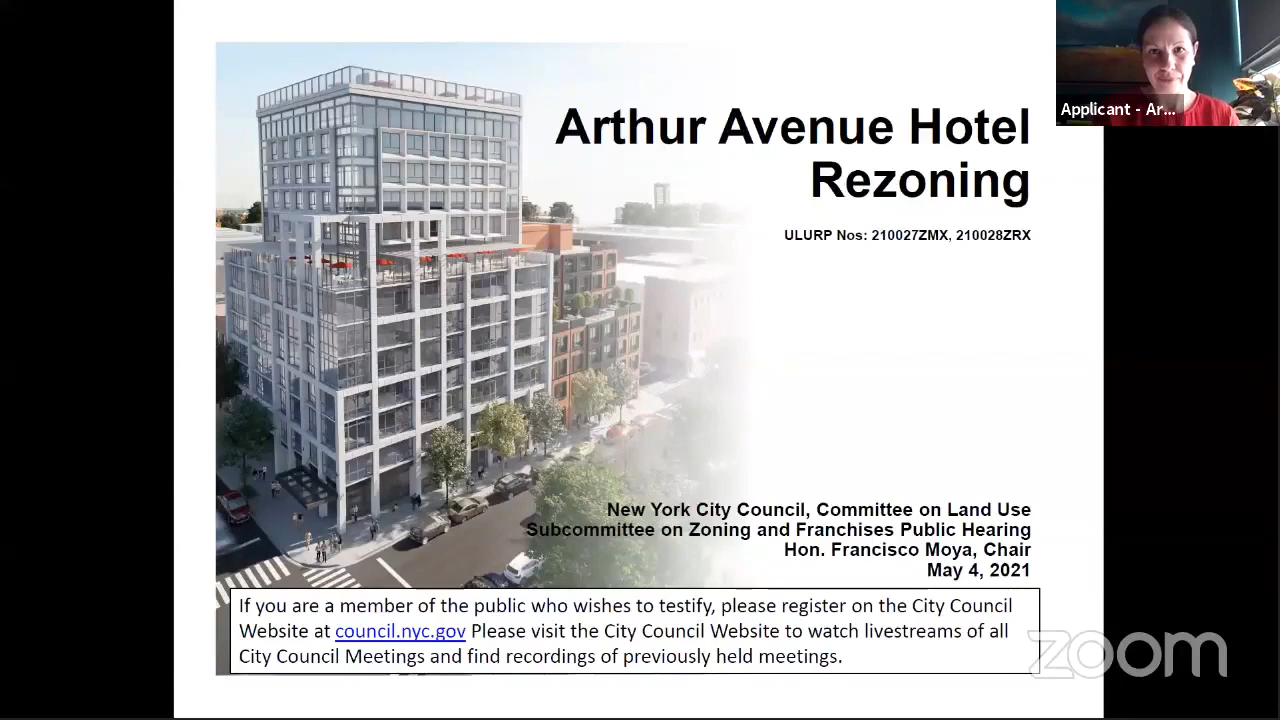 Applicant - Ar...
Arthur Avenue Hotel
Rezoning
ULURP Nos: 210027ZMX, 210028ZRX
New York City Council, Committee on Land Use
Subcommittee on Zoning and Franchises Public Hearing
Hon. Francisco Moya, Chair
May 4, 2021
If you are a member of the public who wishes to testify, please register on the City Council
Website at council.nyc.gov Please visit the City Council Website to watch livestreams of all
City Council Meetings and find recordings of previously held meetings.
zoom